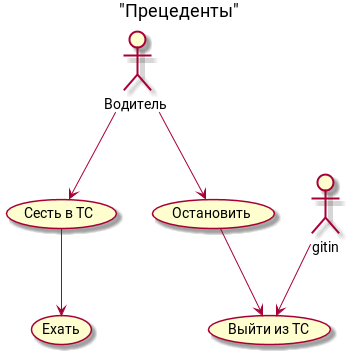 "Прецеденты"
Водитель
Сесть в ТС
Остановить
gitin
Ехать
Выйти из ТС